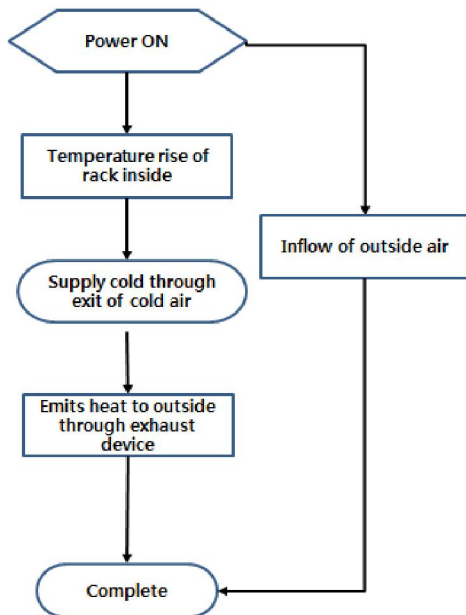 Power ON
Temperature rise of
rack inside
Inflow of outside air
Supply cold through
exit of cold air
Emits heat to outside
through exhaust
device
Complete